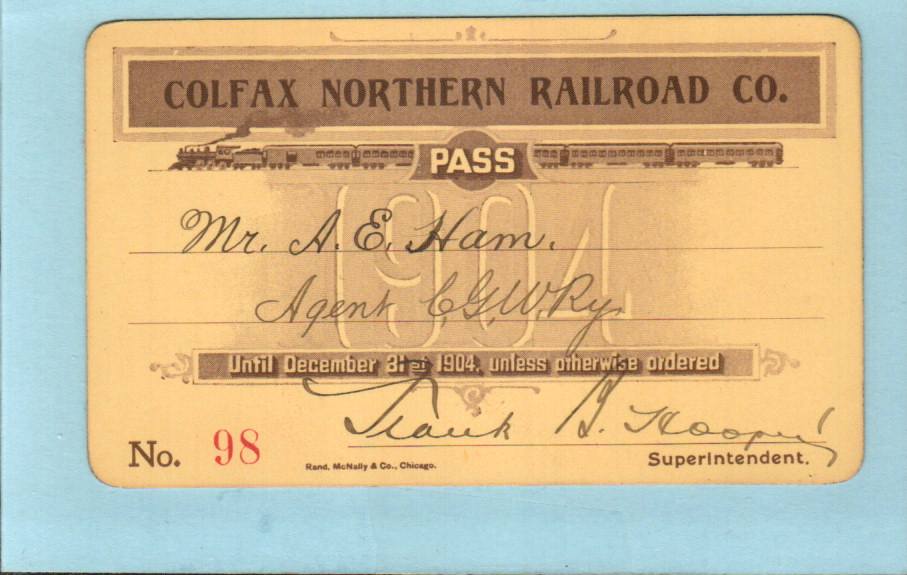 COLFAX NORTHERN RAILROAD CO.
PASS
1904
Mr. A. E. Ham.
Agent C.G.W.Ry.
Until December 31st 1904, unless otherwise ordered
Frank B. Hooper
No. 98
Rand, McNally & Co., Chicago.
Superintendent.